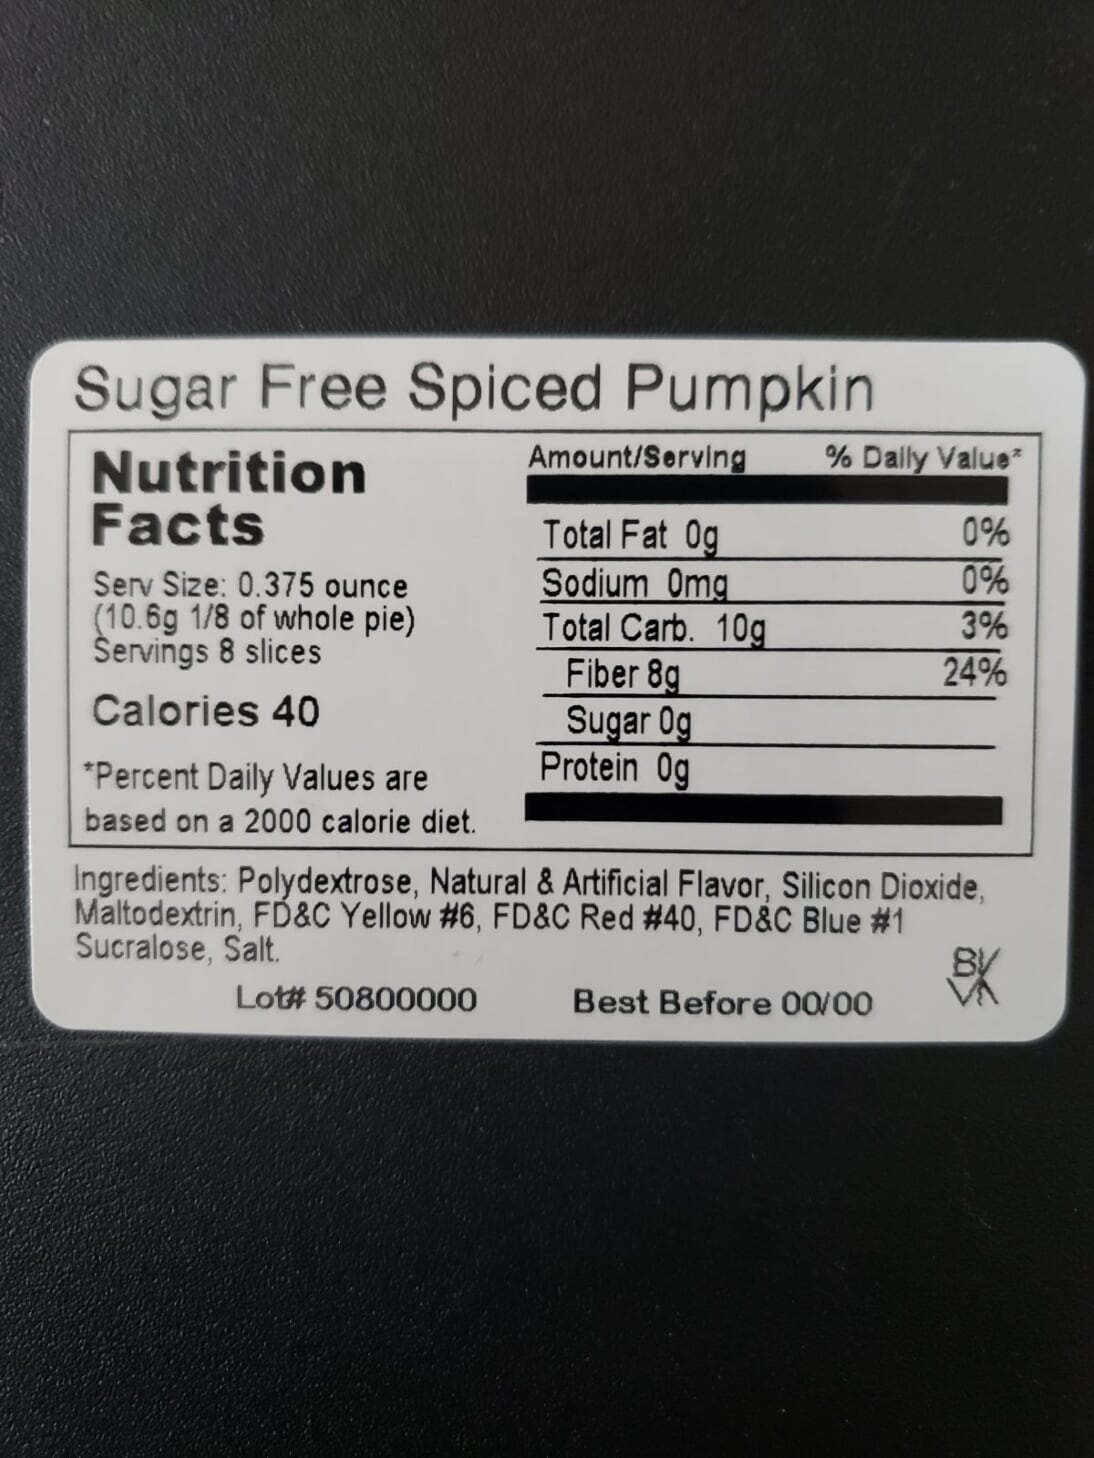 Sugar Free Spiced Pumpkin
Nutrition
Facts
Serv Size: 0.375 ounce
(10.6g 1/8 of whole pie)
Servings 8 slices
Calories 40
*Percent Daily Values are
based on a 2000 calorie diet.
Amount/Serving % Daily Value*
Total Fat 0g 0%
Sodium 0mg 0%
Total Carb. 10g 3%
Fiber 8g 24%
Sugar 0g
Protein 0g
Ingredients: Polydextrose, Natural & Artificial Flavor, Silicon Dioxide,
Maltodextrin, FD&C Yellow #6, FD&C Red #40, FD&C Blue #1
Sucralose, Salt.
Lot# 50800000 Best Before 00/00